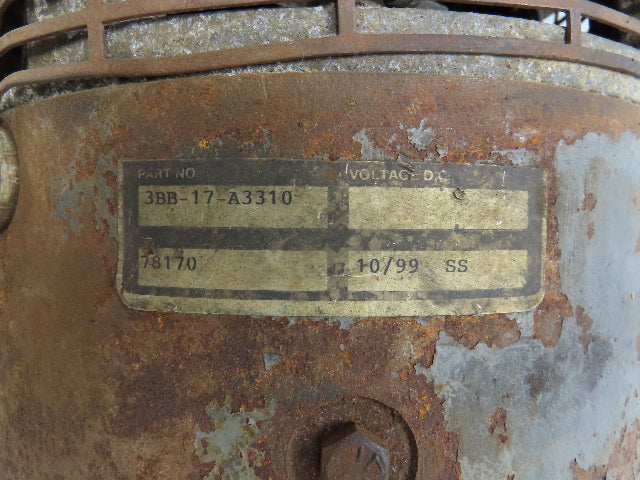 PART NO. VOLTAGE D.C.
3BB-17-A3310
78170 10/99 SS